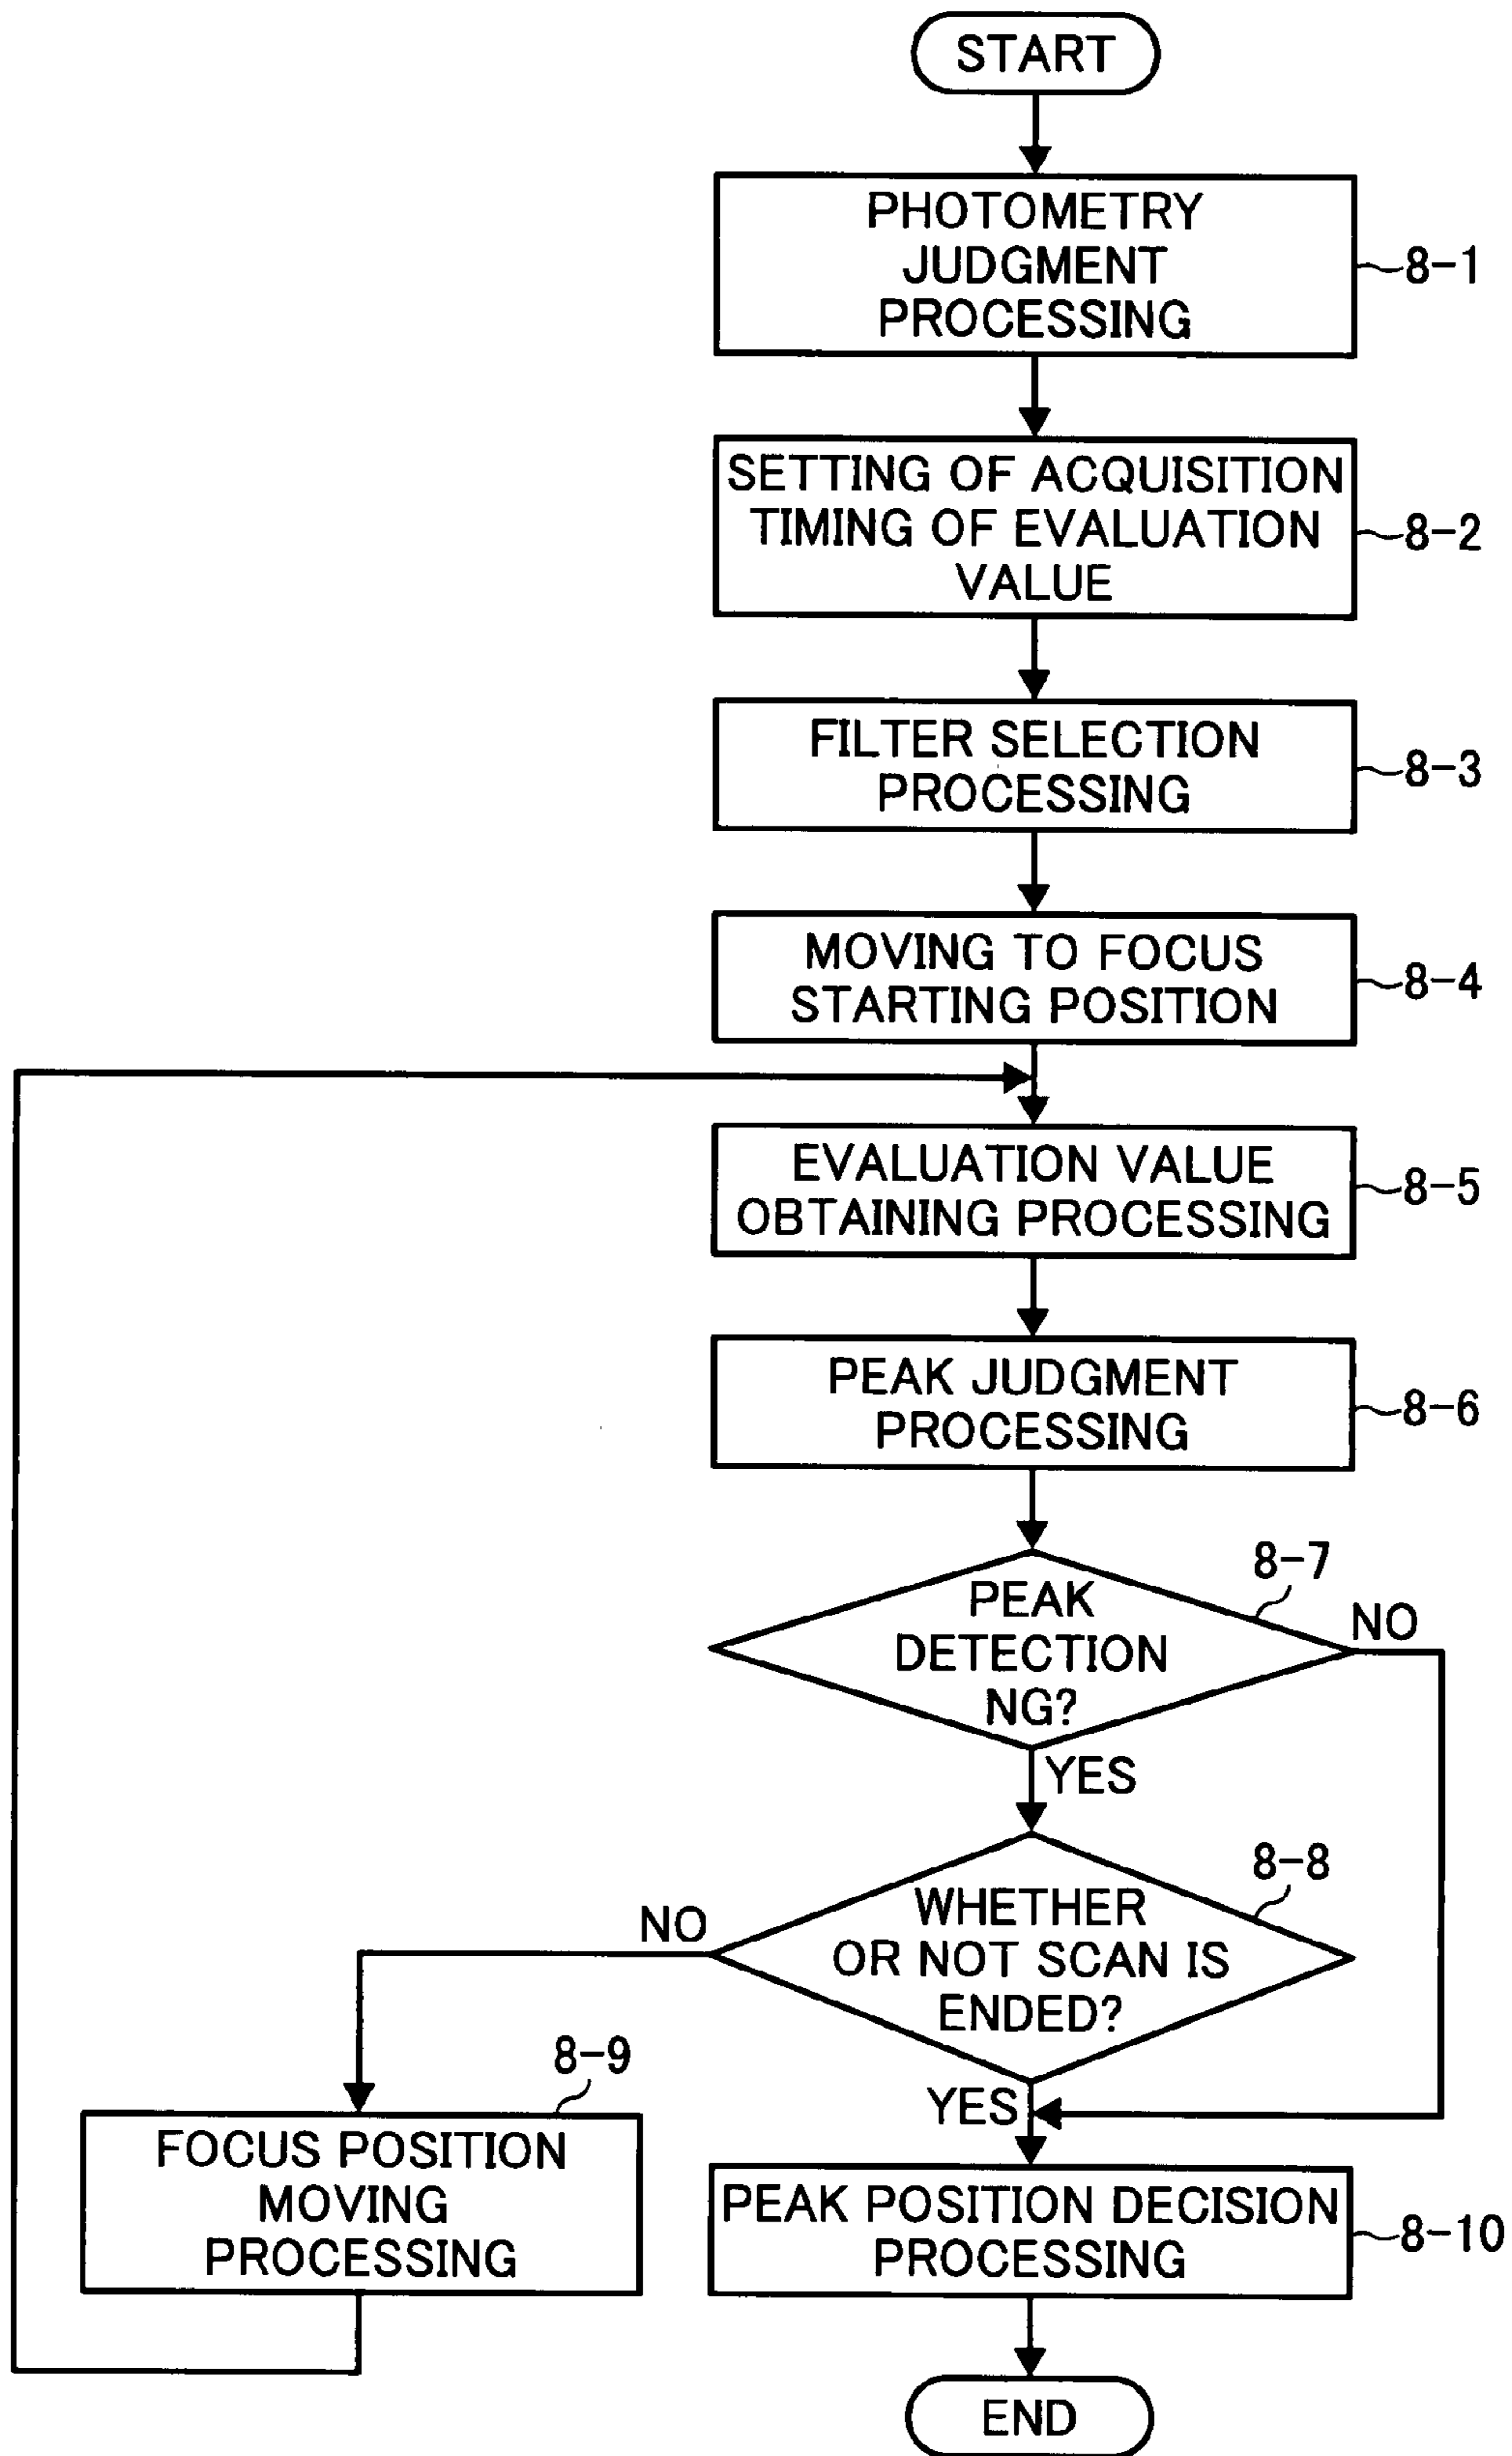 START
PHOTOMETRY
JUDGMENT
PROCESSING
8-1
SETTING OF ACQUISITION
TIMING OF EVALUATION
VALUE
8-2
FILTER SELECTION
PROCESSING
8-3
MOVING TO FOCUS
STARTING POSITION
8-4
EVALUATION VALUE
OBTAINING PROCESSING
8-5
PEAK JUDGMENT
PROCESSING
8-6
8-7
PEAK
DETECTION
NG?
NO
YES
8-8
WHETHER
OR NOT SCAN IS
ENDED?
NO
YES
8-9
FOCUS POSITION
MOVING
PROCESSING
PEAK POSITION DECISION
PROCESSING
8-10
END